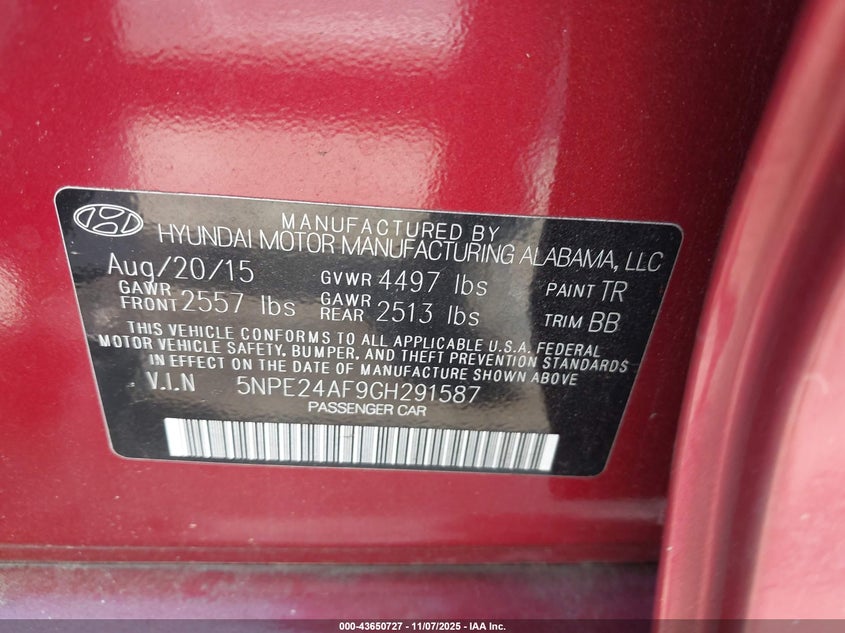 MANUFACTURED BY
HYUNDAI MOTOR MANUFACTURING ALABAMA, LLC
Aug/20/15 GVWR 4497 lbs PAINT TR
GAWR FRONT 2557 lbs GAWR REAR 2513 lbs TRIM BB
THIS VEHICLE CONFORMS TO ALL APPLICABLE U.S.A. FEDERAL
MOTOR VEHICLE SAFETY, BUMPER, AND THEFT PREVENTION STANDARDS
IN EFFECT ON THE DATE OF MANUFACTURE SHOWN ABOVE
V.I.N 5NPE24AF9GH291587
PASSENGER CAR
000-43650727 - 11/07/2025 - IAA Inc.